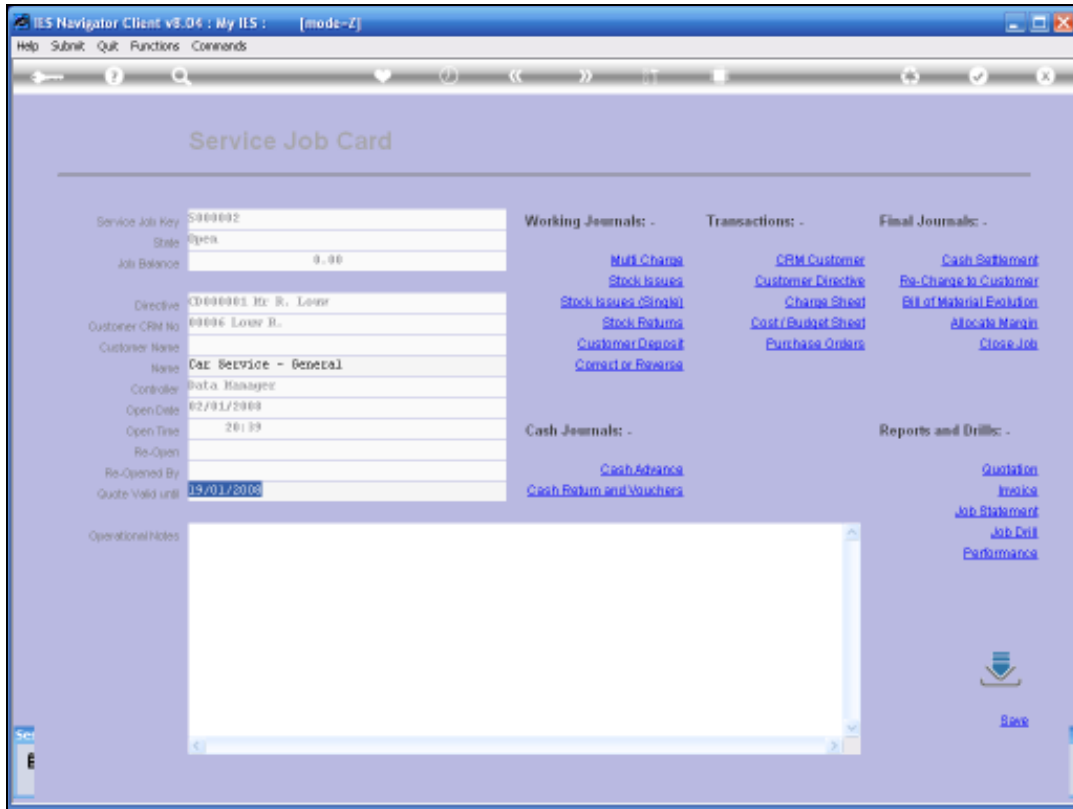 IES Navigator Client v8.04 : My IES : [mode=Z]
Help Submit Quit Functions Commands
Service Job Card
Service Job Key S000002
State Open
Job Balance 0.00
Directive CD000001 Mr R. Louw
Customer CRM No 00006 Louw R.
Customer Name
Name Car Service - General
Controller Data Manager
Open Date 02/01/2008
Open Time 20:39
Re-Open
Re-Opened By
Quote Valid until 19/01/2008
Operational Notes
Working Journals: -
Multi Charge
Stock Issues
Stock Issues (Single)
Stock Returns
Customer Deposit
Correct or Reverse
Transactions: -
CRM Customer
Customer Directive
Charge Sheet
Cost / Budget Sheet
Purchase Orders
Final Journals: -
Cash Settlement
Re-Charge to Customer
Bill of Material Evolution
Allocate Margin
Close Job
Cash Journals: -
Cash Advance
Cash Return and Vouchers
Reports and Drills: -
Quotation
Invoice
Job Statement
Job Drill
Performance
Save